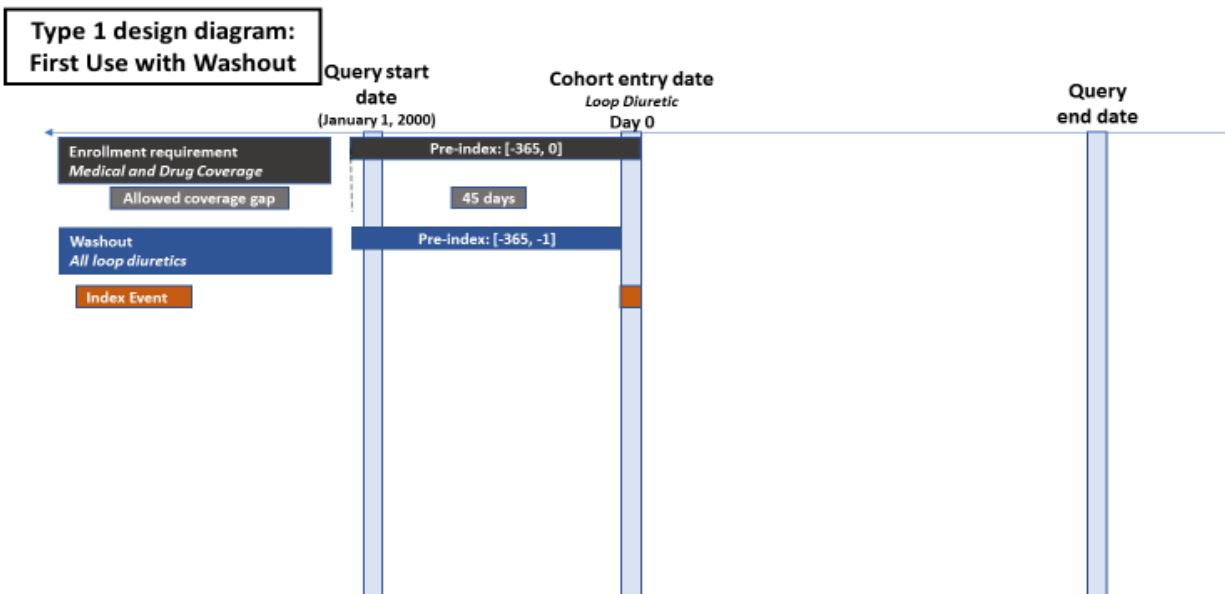 Type 1 design diagram:
First Use with Washout
Query start
date
(January 1, 2000)
Cohort entry date
Loop Diuretic
Day 0
Query
end date
Enrollment requirement
Medical and Drug Coverage
Pre-index: [-365, 0]
Allowed coverage gap
45 days
Washout
All loop diuretics
Pre-index: [-365, -1]
Index Event